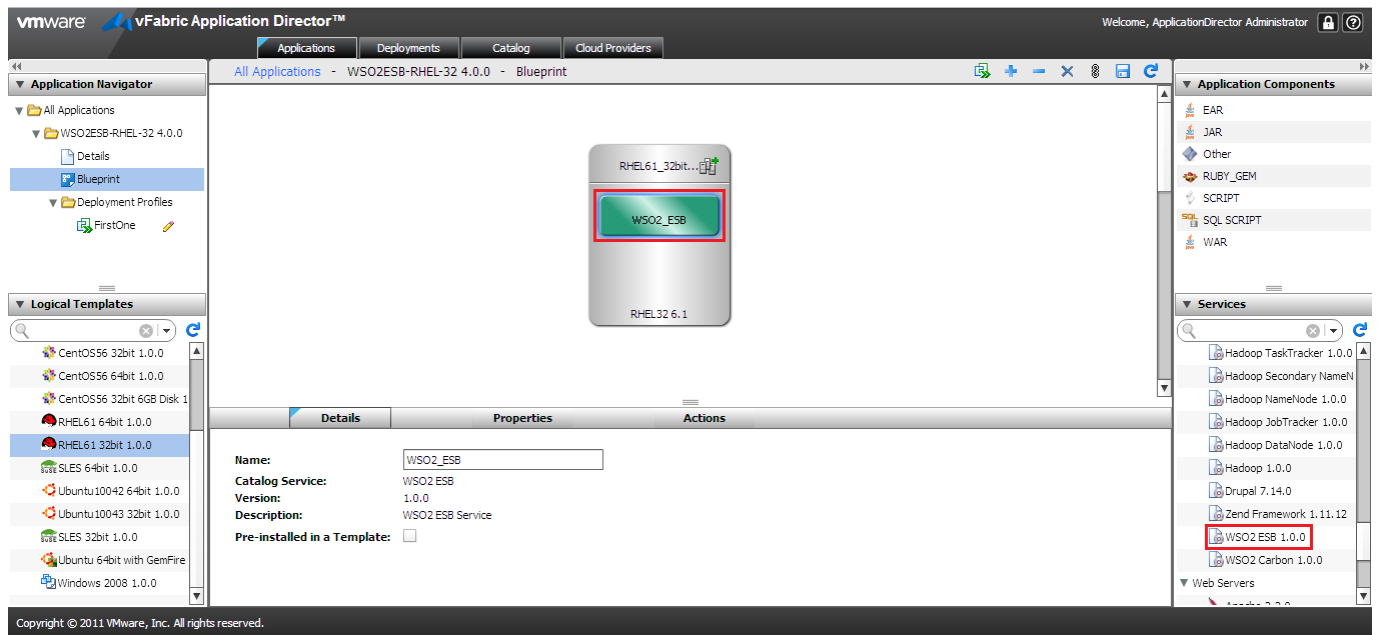 vmware vFabric Application Director™
Welcome, ApplicationDirector Administrator
Applications Deployments Catalog Cloud Providers
Application Navigator
All Applications
WSO2ESB-RHEL-32 4.0.0
Details
Blueprint
Deployment Profiles
FirstOne
Logical Templates
CentOS56 32bit 1.0.0
CentOS56 64bit 1.0.0
CentOS56 32bit 6GB Disk 1
RHEL61 64bit 1.0.0
RHEL61 32bit 1.0.0
SLES 64bit 1.0.0
Ubuntu10042 64bit 1.0.0
Ubuntu10043 32bit 1.0.0
SLES 32bit 1.0.0
Ubuntu 64bit with GemFire
Windows 2008 1.0.0
All Applications - WSO2ESB-RHEL-32 4.0.0 - Blueprint
RHEL61_32bit...
WSO2_ESB
RHEL32 6.1
Details Properties Actions
Name: WSO2_ESB
Catalog Service: WSO2 ESB
Version: 1.0.0
Description: WSO2 ESB Service
Pre-installed in a Template:
Application Components
EAR
JAR
Other
RUBY_GEM
SCRIPT
SQL SCRIPT
WAR
Services
Hadoop TaskTracker 1.0.0
Hadoop Secondary NameN
Hadoop NameNode 1.0.0
Hadoop JobTracker 1.0.0
Hadoop DataNode 1.0.0
Hadoop 1.0.0
Drupal 7.14.0
Zend Framework 1.11.12
WSO2 ESB 1.0.0
WSO2 Carbon 1.0.0
Web Servers
Copyright © 2011 VMware, Inc. All rights reserved.